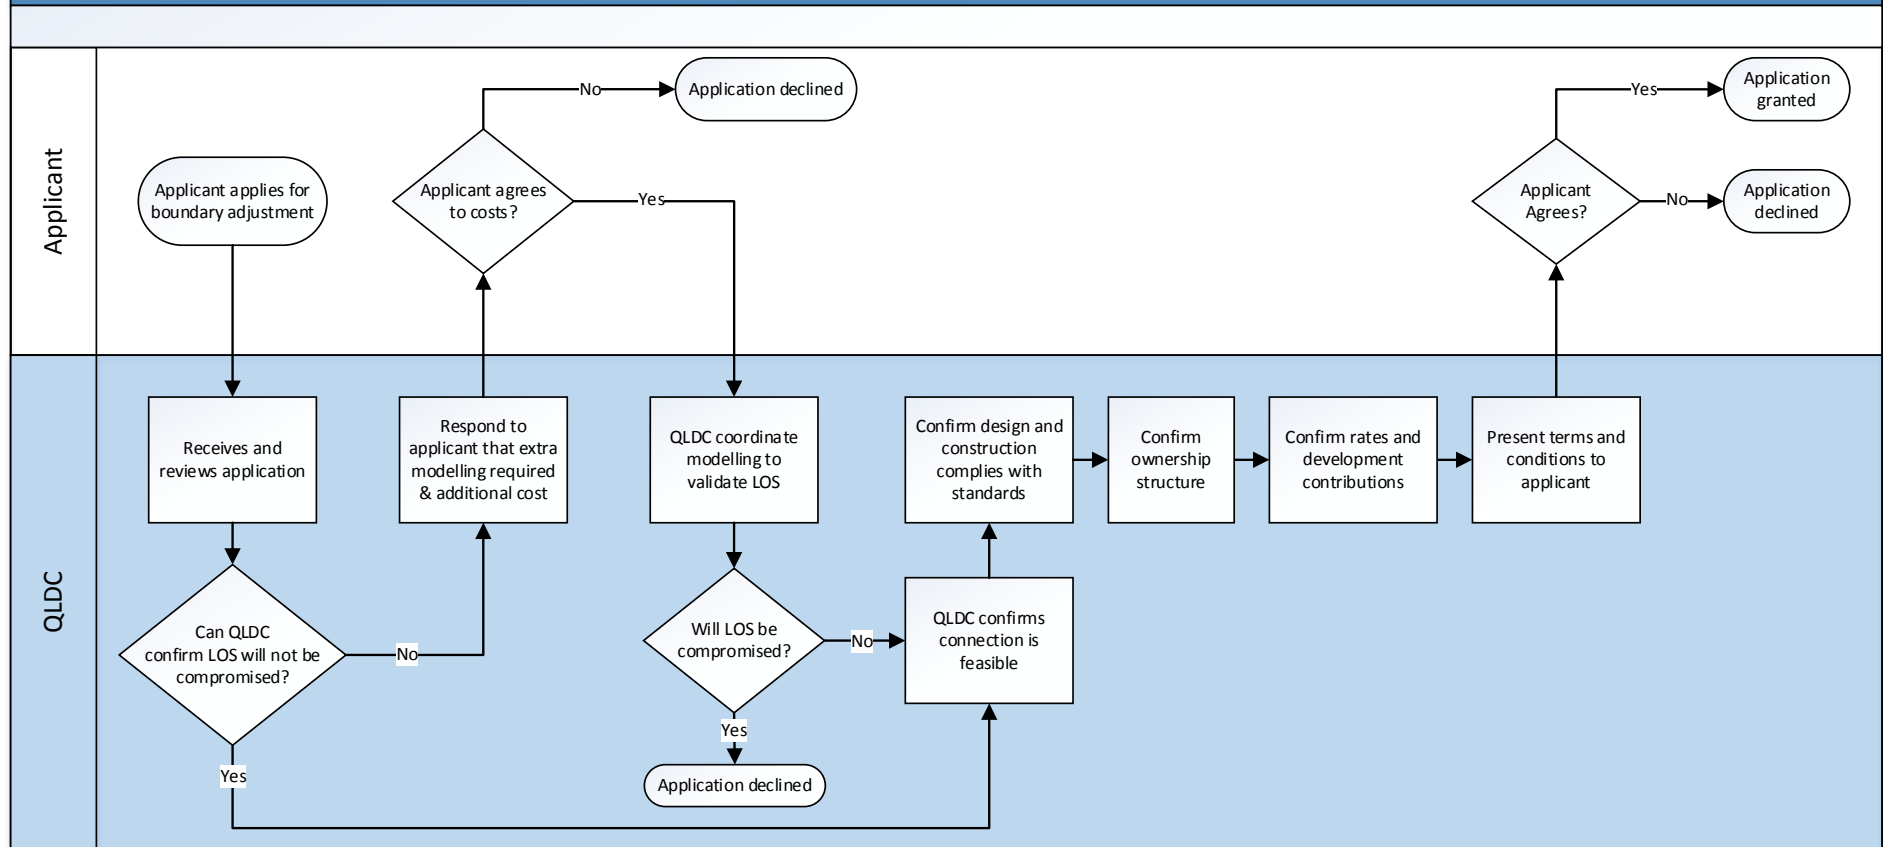 Applicant
Applicant applies for
boundary adjustment
Applicant agrees
to costs?
No
Application declined
Yes
Applicant
Agrees?
Yes
Application
granted
No
Application
declined
QLDC
Receives and
reviews application
Can QLDC
confirm LOS will not be
compromised?
No
Yes
Respond to
applicant that extra
modelling required
& additional cost
QLDC coordinate
modelling to
validate LOS
Will LOS be
compromised?
No
Yes
Application declined
QLDC confirms
connection is
feasible
Confirm design and
construction
complies with
standards
Confirm
ownership
structure
Confirm rates and
development
contributions
Present terms and
conditions to
applicant